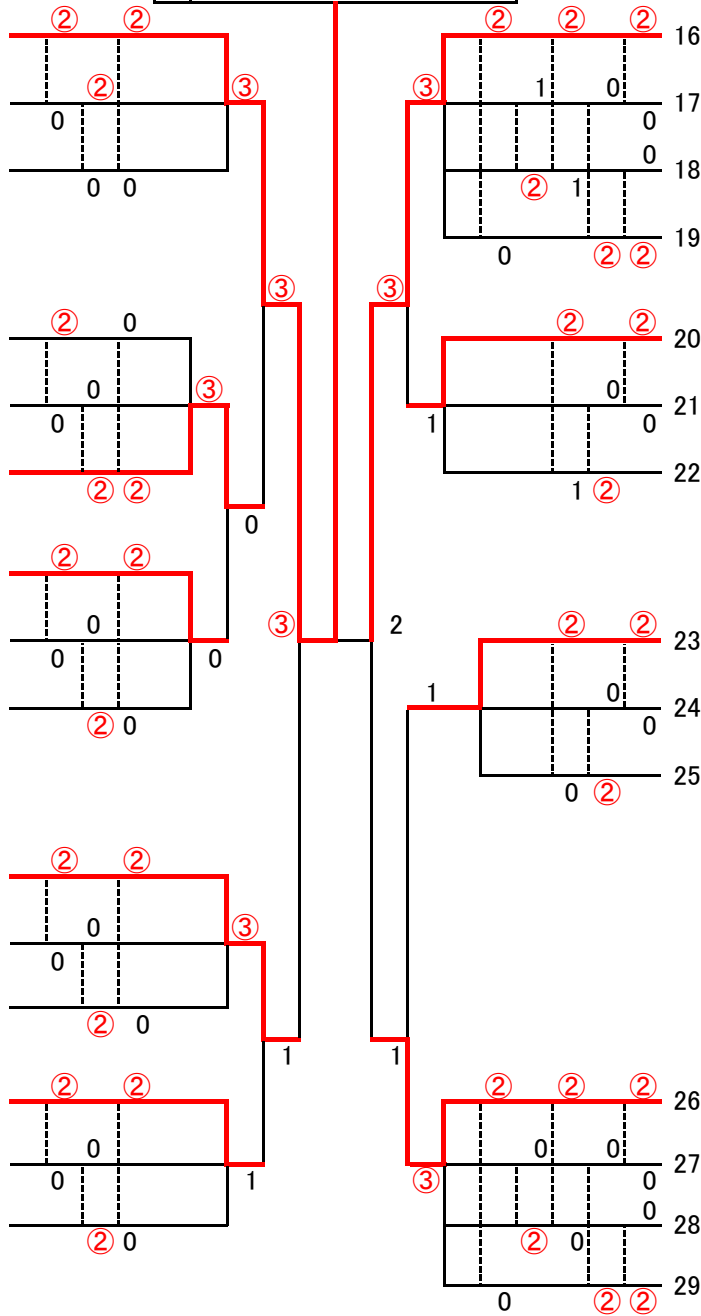 ② ② ② ② ② 16
③ ③
② 1 0 17
0 0
0 18
0 0 ② 1
19
0 ② ②
③ ③
② 0 ② ② 20
③
0 0 21
0 1 0
22
② ② 1 ②
0
② ②
0 ③ 2 ② ② 23
0 0
1 0 24
② 0 0
25
0 ②
② ②
0 ③
0
② 0
1 1
② ② ② ② ② 26
0 0 0 27
0 1 ③ 0
0 28
② 0 ② 0
29
0 ② ②